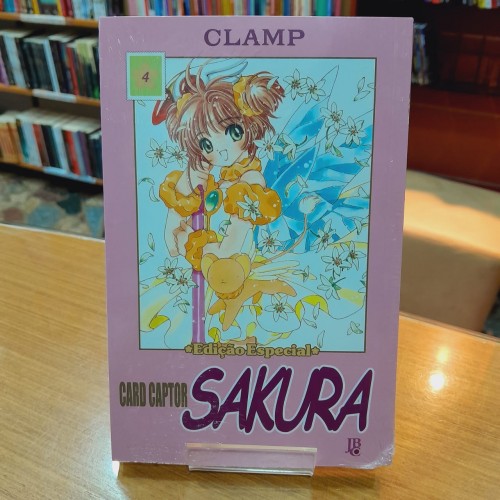 CLAMP
4
Edição Especial
CARD CAPTOR
SAKURA
JBC